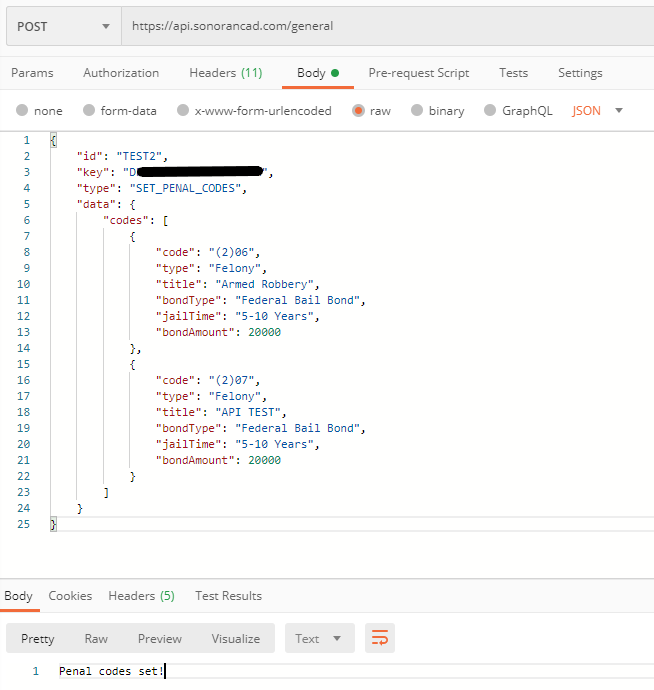 POST https://api.sonorancad.com/general
Params Authorization Headers (11) Body Pre-request Script Tests Settings
none form-data x-www-form-urlencoded raw binary GraphQL JSON
1 {
2 "id": "TEST2",
3 "key": "D",
4 "type": "SET_PENAL_CODES",
5 "data": {
6 "codes": [
7 {
8 "code": "(2)06",
9 "type": "Felony",
10 "title": "Armed Robbery",
11 "bondType": "Federal Bail Bond",
12 "jailTime": "5-10 Years",
13 "bondAmount": 20000
14 },
15 {
16 "code": "(2)07",
17 "type": "Felony",
18 "title": "API TEST",
19 "bondType": "Federal Bail Bond",
20 "jailTime": "5-10 Years",
21 "bondAmount": 20000
22 }
23 ]
24 }
25 }
Body Cookies Headers (5) Test Results
Pretty Raw Preview Visualize Text
1 Penal codes set!